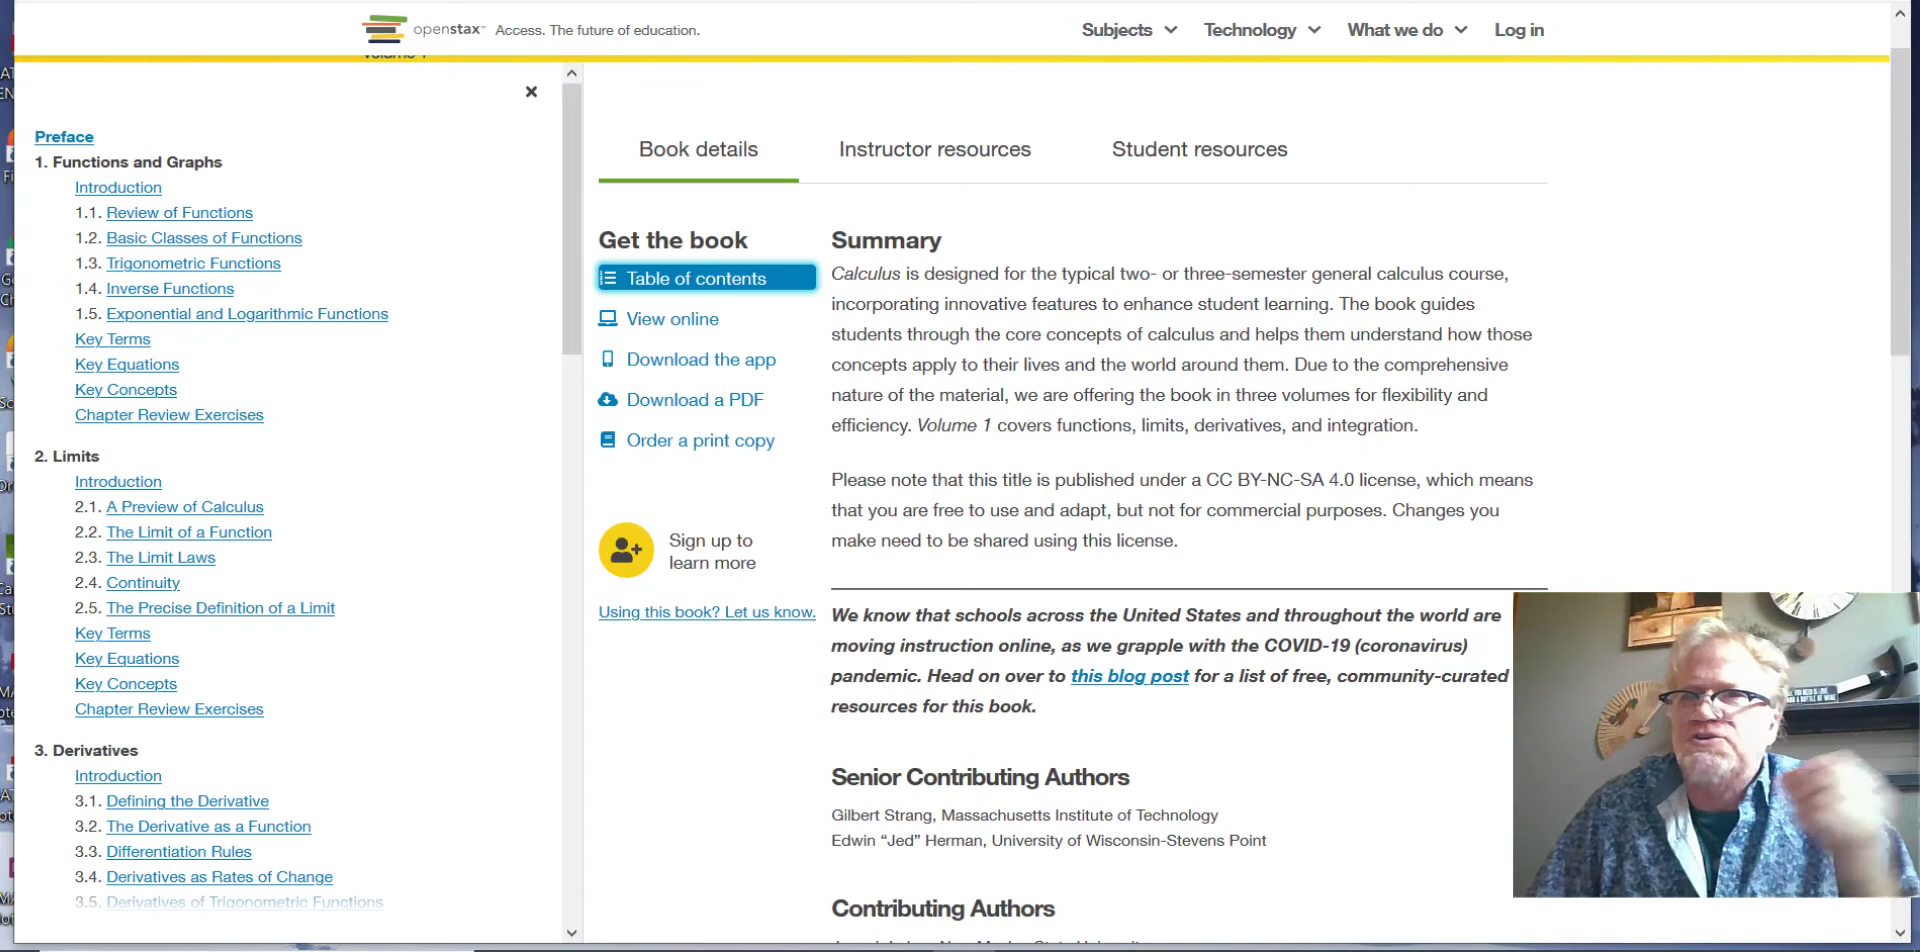 openstax™ Access. The future of education.
Subjects
Technology
What we do
Log in
Preface
1. Functions and Graphs
Introduction
1.1. Review of Functions
1.2. Basic Classes of Functions
1.3. Trigonometric Functions
1.4. Inverse Functions
1.5. Exponential and Logarithmic Functions
Key Terms
Key Equations
Key Concepts
Chapter Review Exercises
2. Limits
Introduction
2.1. A Preview of Calculus
2.2. The Limit of a Function
2.3. The Limit Laws
2.4. Continuity
2.5. The Precise Definition of a Limit
Key Terms
Key Equations
Key Concepts
Chapter Review Exercises
3. Derivatives
Introduction
3.1. Defining the Derivative
3.2. The Derivative as a Function
3.3. Differentiation Rules
3.4. Derivatives as Rates of Change
3.5. Derivatives of Trigonometric Functions
Book details
Instructor resources
Student resources
Get the book
Table of contents
View online
Download the app
Download a PDF
Order a print copy
Sign up to
learn more
Using this book? Let us know.
Summary
Calculus is designed for the typical two- or three-semester general calculus course,
incorporating innovative features to enhance student learning. The book guides
students through the core concepts of calculus and helps them understand how those
concepts apply to their lives and the world around them. Due to the comprehensive
nature of the material, we are offering the book in three volumes for flexibility and
efficiency. Volume 1 covers functions, limits, derivatives, and integration.
Please note that this title is published under a CC BY-NC-SA 4.0 license, which means
that you are free to use and adapt, but not for commercial purposes. Changes you
make need to be shared using this license.
We know that schools across the United States and throughout the world are
moving instruction online, as we grapple with the COVID-19 (coronavirus)
pandemic. Head on over to this blog post for a list of free, community-curated
resources for this book.
Senior Contributing Authors
Gilbert Strang, Massachusetts Institute of Technology
Edwin “Jed” Herman, University of Wisconsin-Stevens Point
Contributing Authors